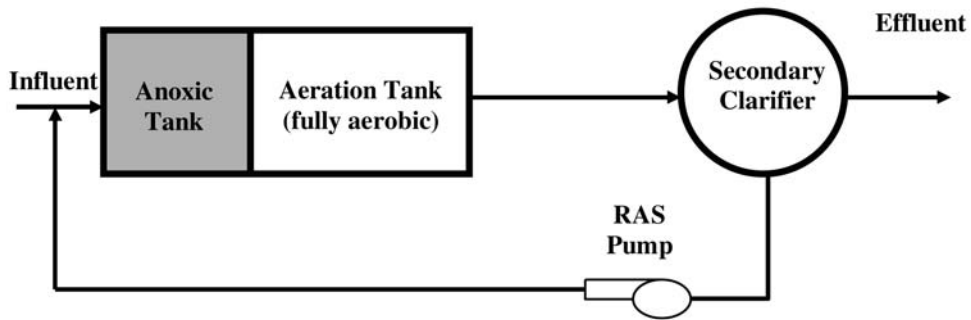 Effluent
Influent
Anoxic
Tank
Aeration Tank
(fully aerobic)
Secondary
Clarifier
RAS
Pump